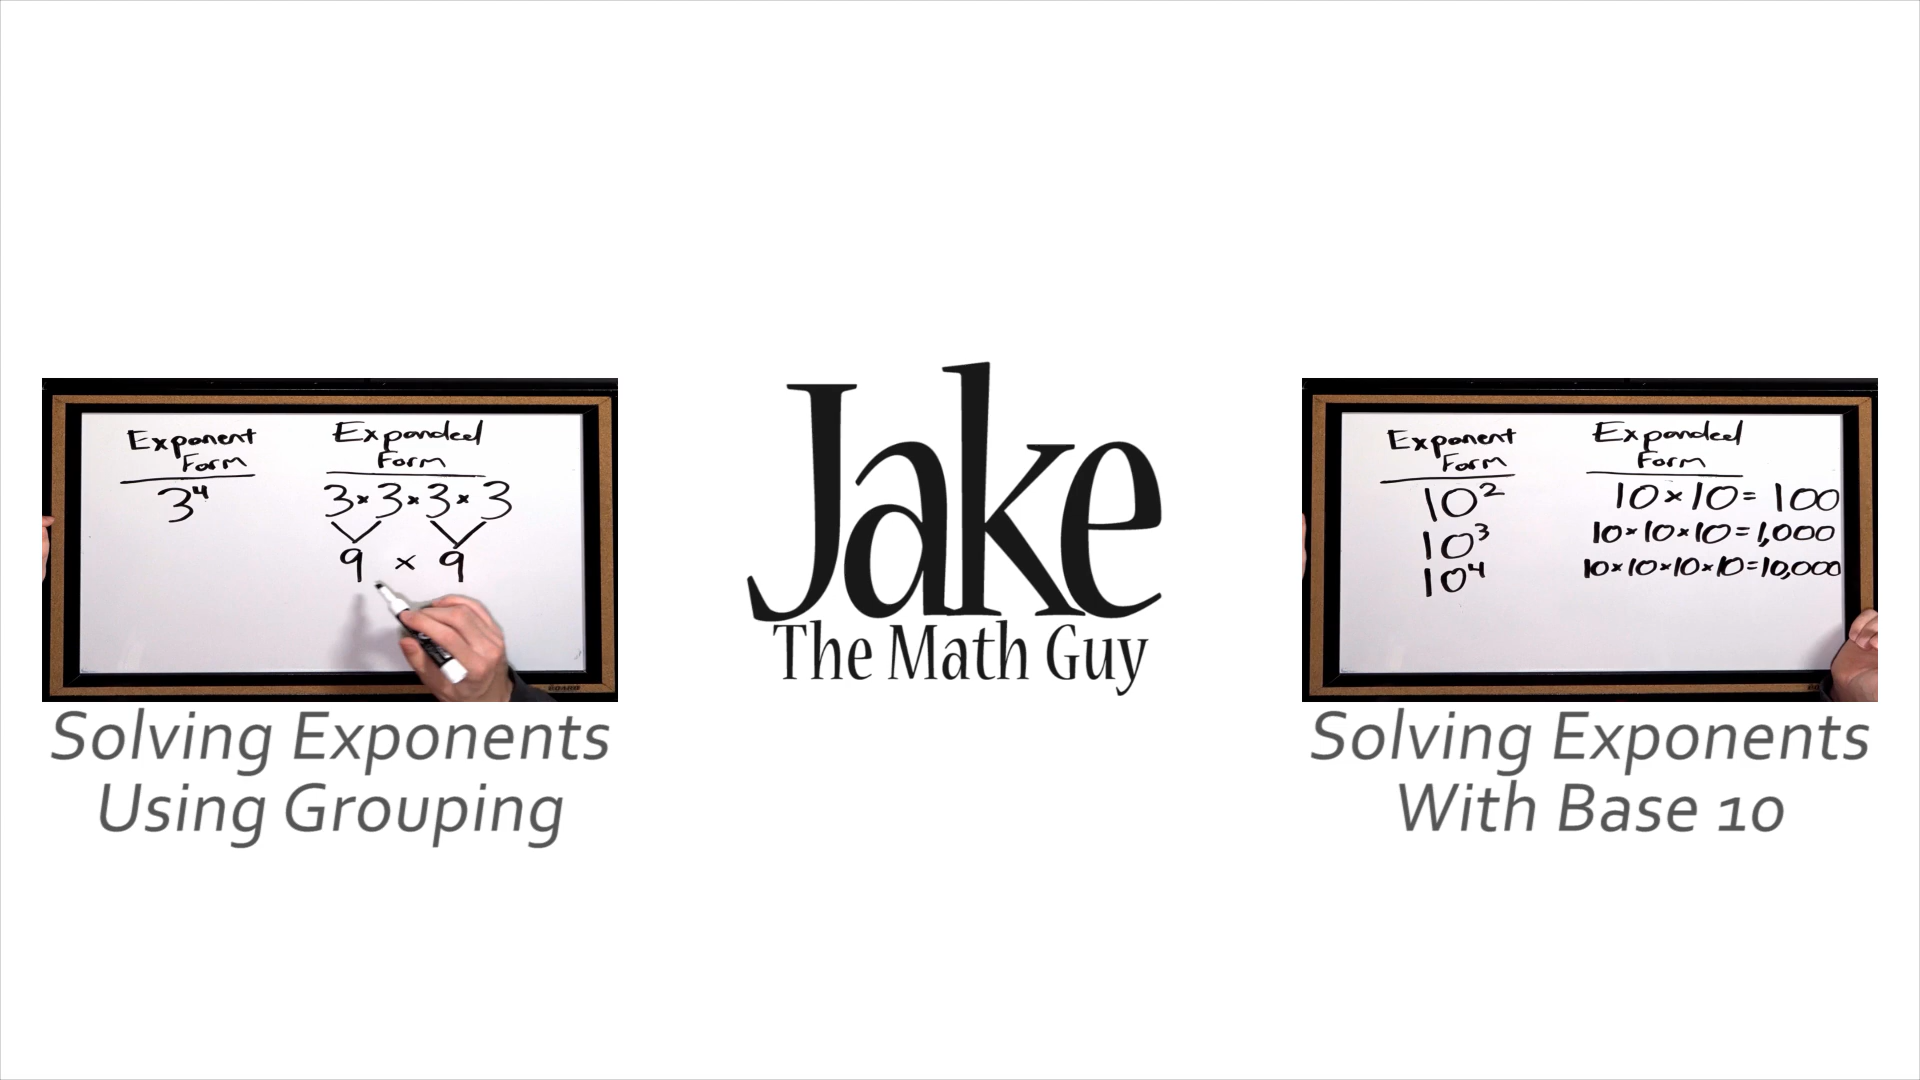 Exponent
Form
Expanded
Form
3⁴
3 × 3 × 3 × 3
9 × 9
BOARD
Solving Exponents
Using Grouping
Jake
The Math Guy
Exponent
Form
Expanded
Form
10² 10 × 10 = 100
10³ 10 × 10 × 10 = 1,000
10⁴ 10 × 10 × 10 × 10 = 10,000
Solving Exponents
With Base 10